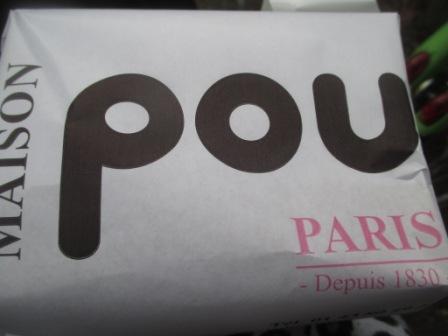 MAISON
pou
PARIS
- Depuis 1830 -